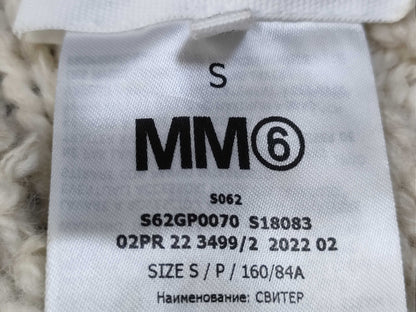 S
MM⑥
S062
S62GP0070 S18083
02PR 22 3499/2 2022 02
SIZE S / P / 160/84A
Наименование: СВИТЕР